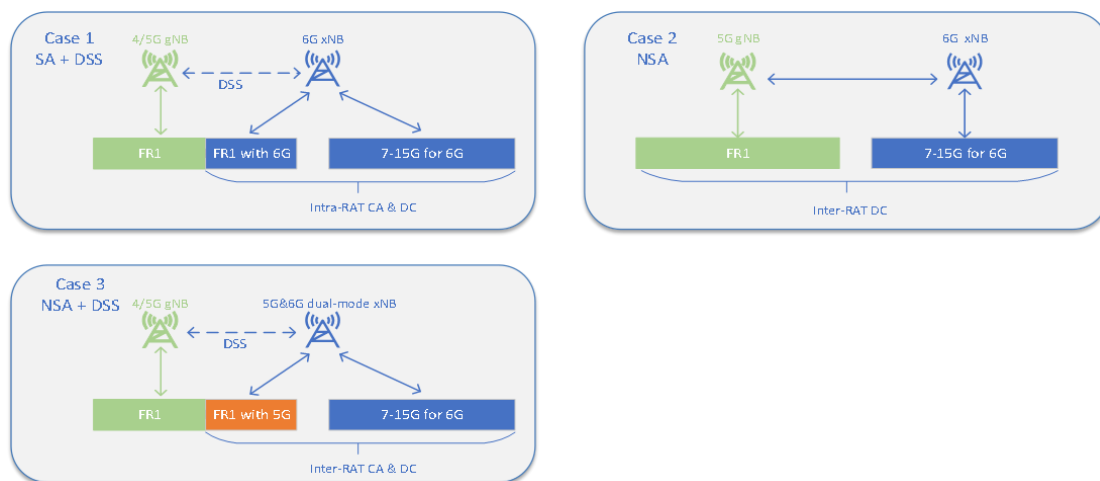 Case 1
SA + DSS
4/5G gNB
6G xNB
DSS
FR1
FR1 with 6G
7-15G for 6G
Intra-RAT CA & DC
Case 2
NSA
5G gNB
6G xNB
FR1
7-15G for 6G
Inter-RAT DC
Case 3
NSA + DSS
4/5G gNB
5G&6G dual-mode xNB
DSS
FR1
FR1 with 5G
7-15G for 6G
Inter-RAT CA & DC